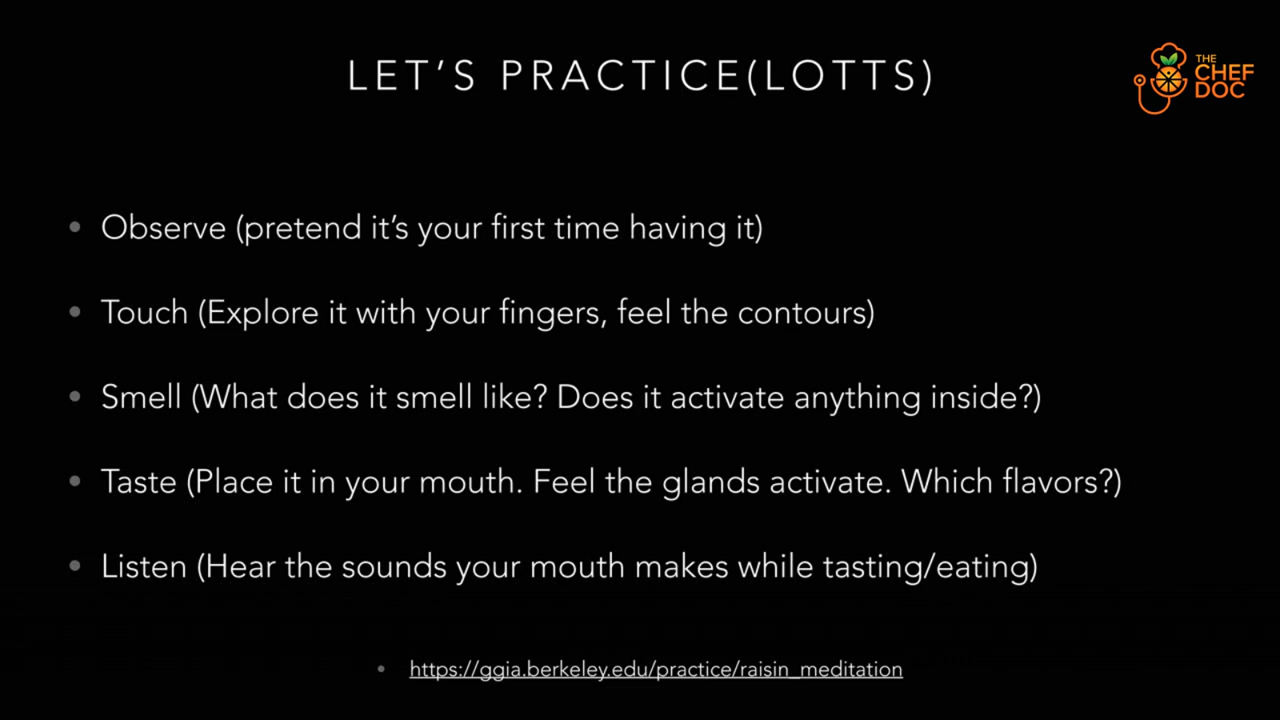 LET'S PRACTICE(LOTTS)
THE
CHEF
DOC
• Observe (pretend it's your first time having it)
• Touch (Explore it with your fingers, feel the contours)
• Smell (What does it smell like? Does it activate anything inside?)
• Taste (Place it in your mouth. Feel the glands activate. Which flavors?)
• Listen (Hear the sounds your mouth makes while tasting/eating)
• https://ggia.berkeley.edu/practice/raisin_meditation